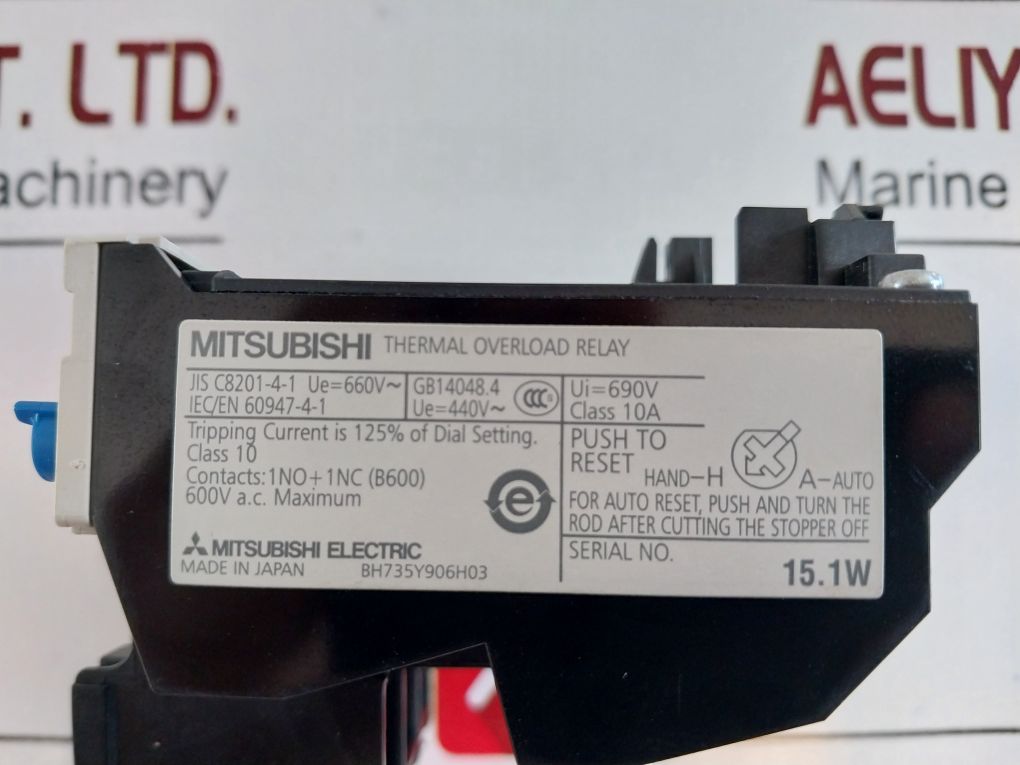 T. LTD.
AELIY
achinery
Marine
MITSUBISHI THERMAL OVERLOAD RELAY
JIS C8201-4-1 Ue=660V~
IEC/EN 60947-4-1
GB14048.4
Ue=440V~
CCC S
Ui=690V
Class 10A
Tripping Current is 125% of Dial Setting.
Class 10
Contacts:1NO+1NC (B600)
600V a.c. Maximum
e
MITSUBISHI ELECTRIC
MADE IN JAPAN BH735Y906H03
PUSH TO
RESET
HAND-H A-AUTO
FOR AUTO RESET, PUSH AND TURN THE
ROD AFTER CUTTING THE STOPPER OFF
SERIAL NO.
15.1W